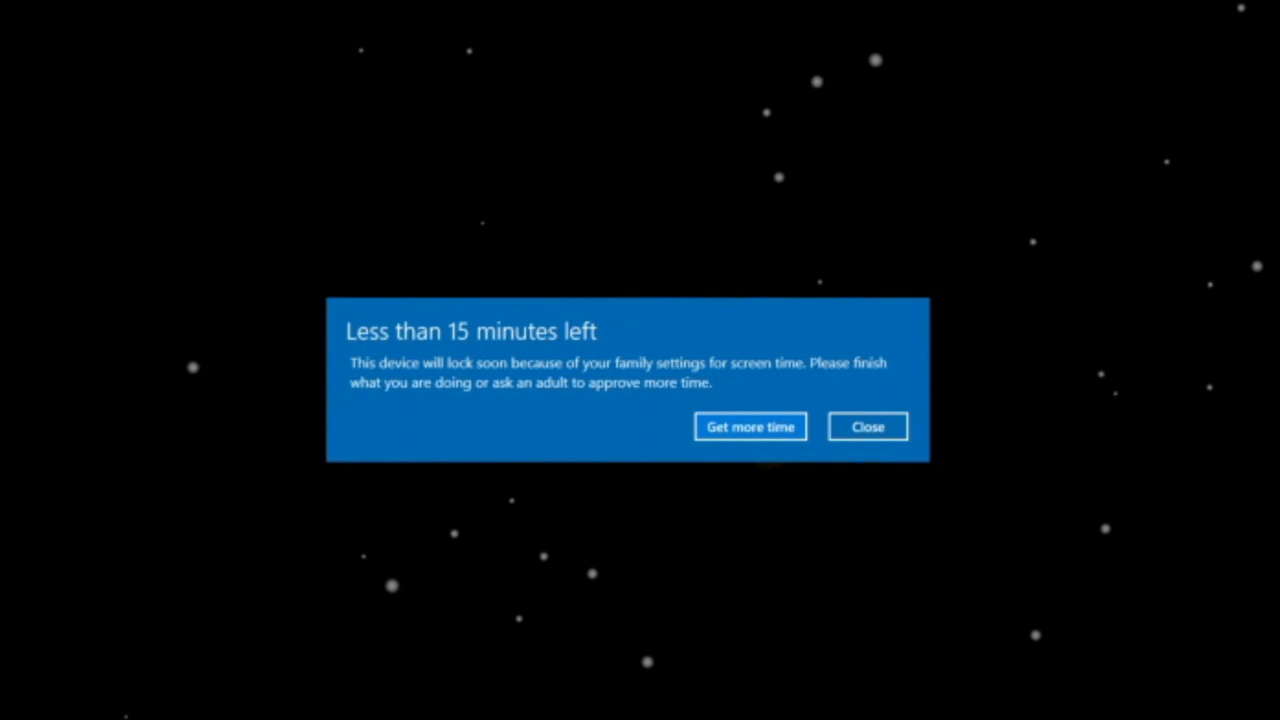 Less than 15 minutes left
This device will lock soon because of your family settings for screen time. Please finish
what you are doing or ask an adult to approve more time.
Get more time Close